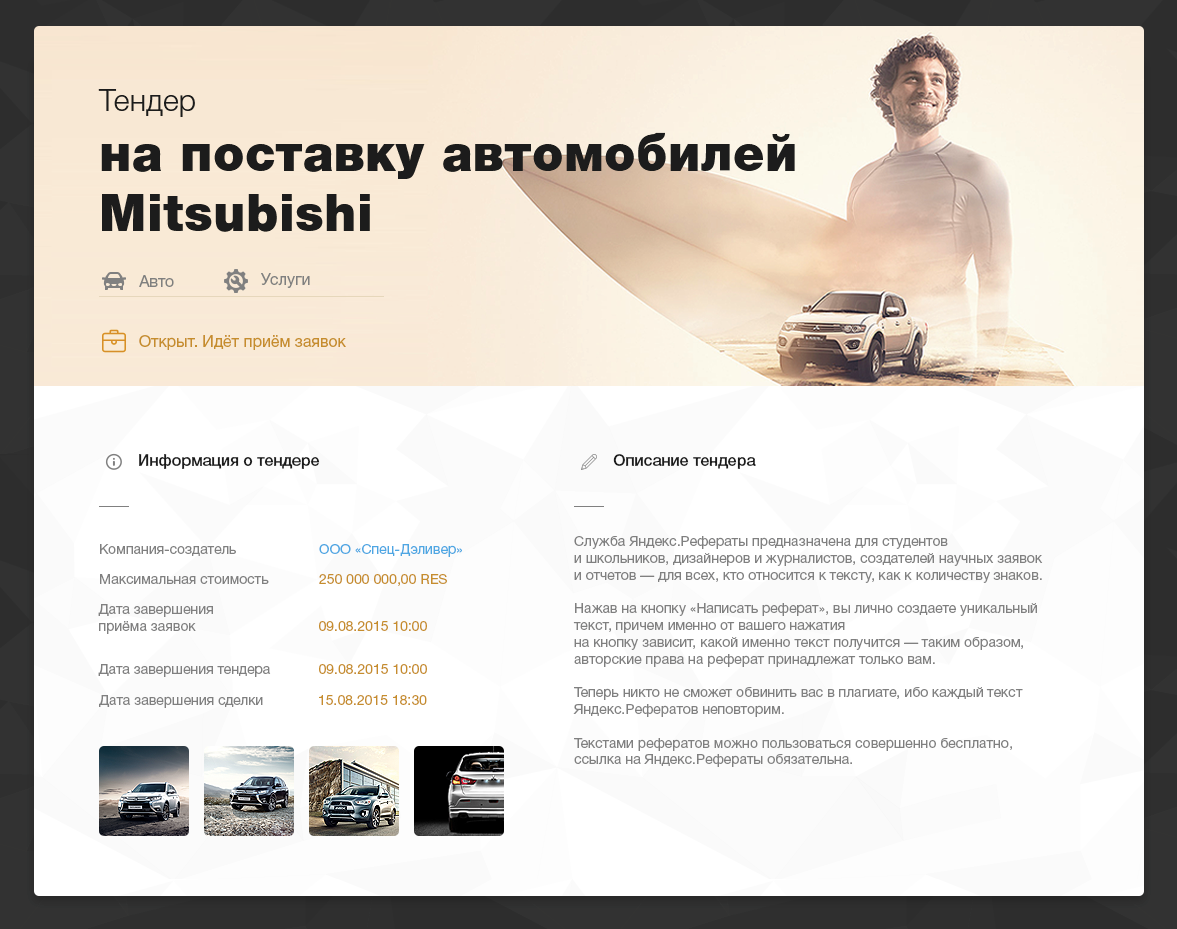 Тендер
на поставку автомобилей
Mitsubishi
Авто
Услуги
Открыт. Идёт приём заявок
Информация о тендере
Компания-создатель
ООО «Спец-Дэливер»
Максимальная стоимость
250 000 000,00 RES
Дата завершения
приёма заявок
09.08.2015 10:00
Дата завершения тендера
09.08.2015 10:00
Дата завершения сделки
15.08.2015 18:30
Описание тендера
Служба Яндекс.Рефераты предназначена для студентов
и школьников, дизайнеров и журналистов, создателей научных заявок
и отчетов — для всех, кто относится к тексту, как к количеству знаков.
Нажав на кнопку «Написать реферат», вы лично создаете уникальный
текст, причем именно от вашего нажатия
на кнопку зависит, какой именно текст получится — таким образом,
авторские права на реферат принадлежат только вам.
Теперь никто не сможет обвинить вас в плагиате, ибо каждый текст
Яндекс.Рефератов неповторим.
Текстами рефератов можно пользоваться совершенно бесплатно,
ссылка на Яндекс.Рефераты обязательна.